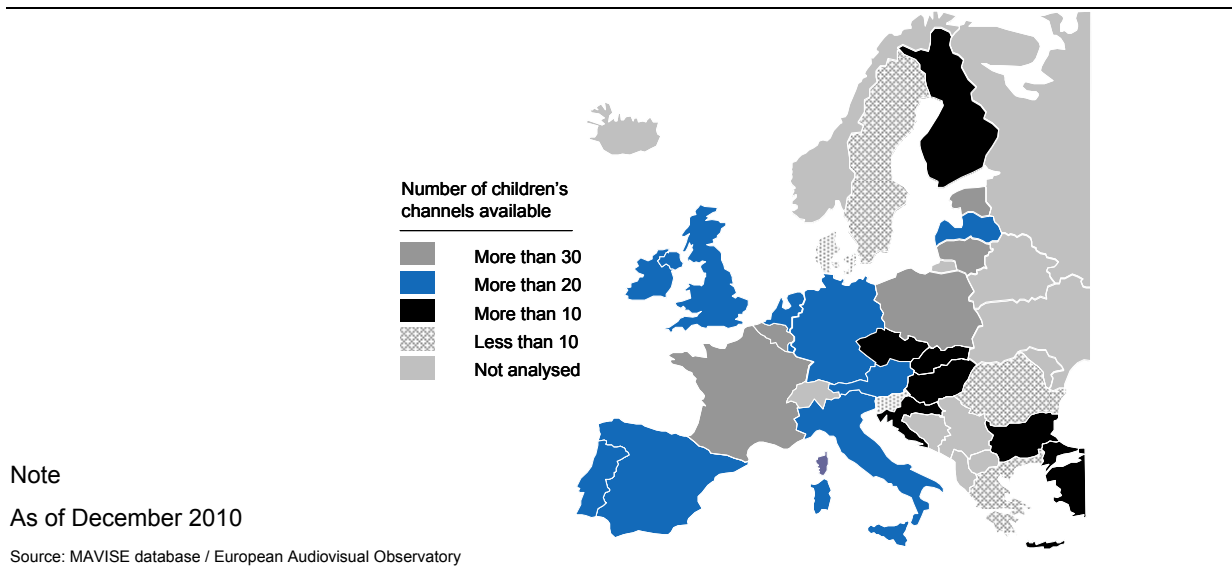 Number of children’s
channels available
More than 30
More than 20
More than 10
Less than 10
Not analysed
Note
As of December 2010
Source: MAVISE database / European Audiovisual Observatory